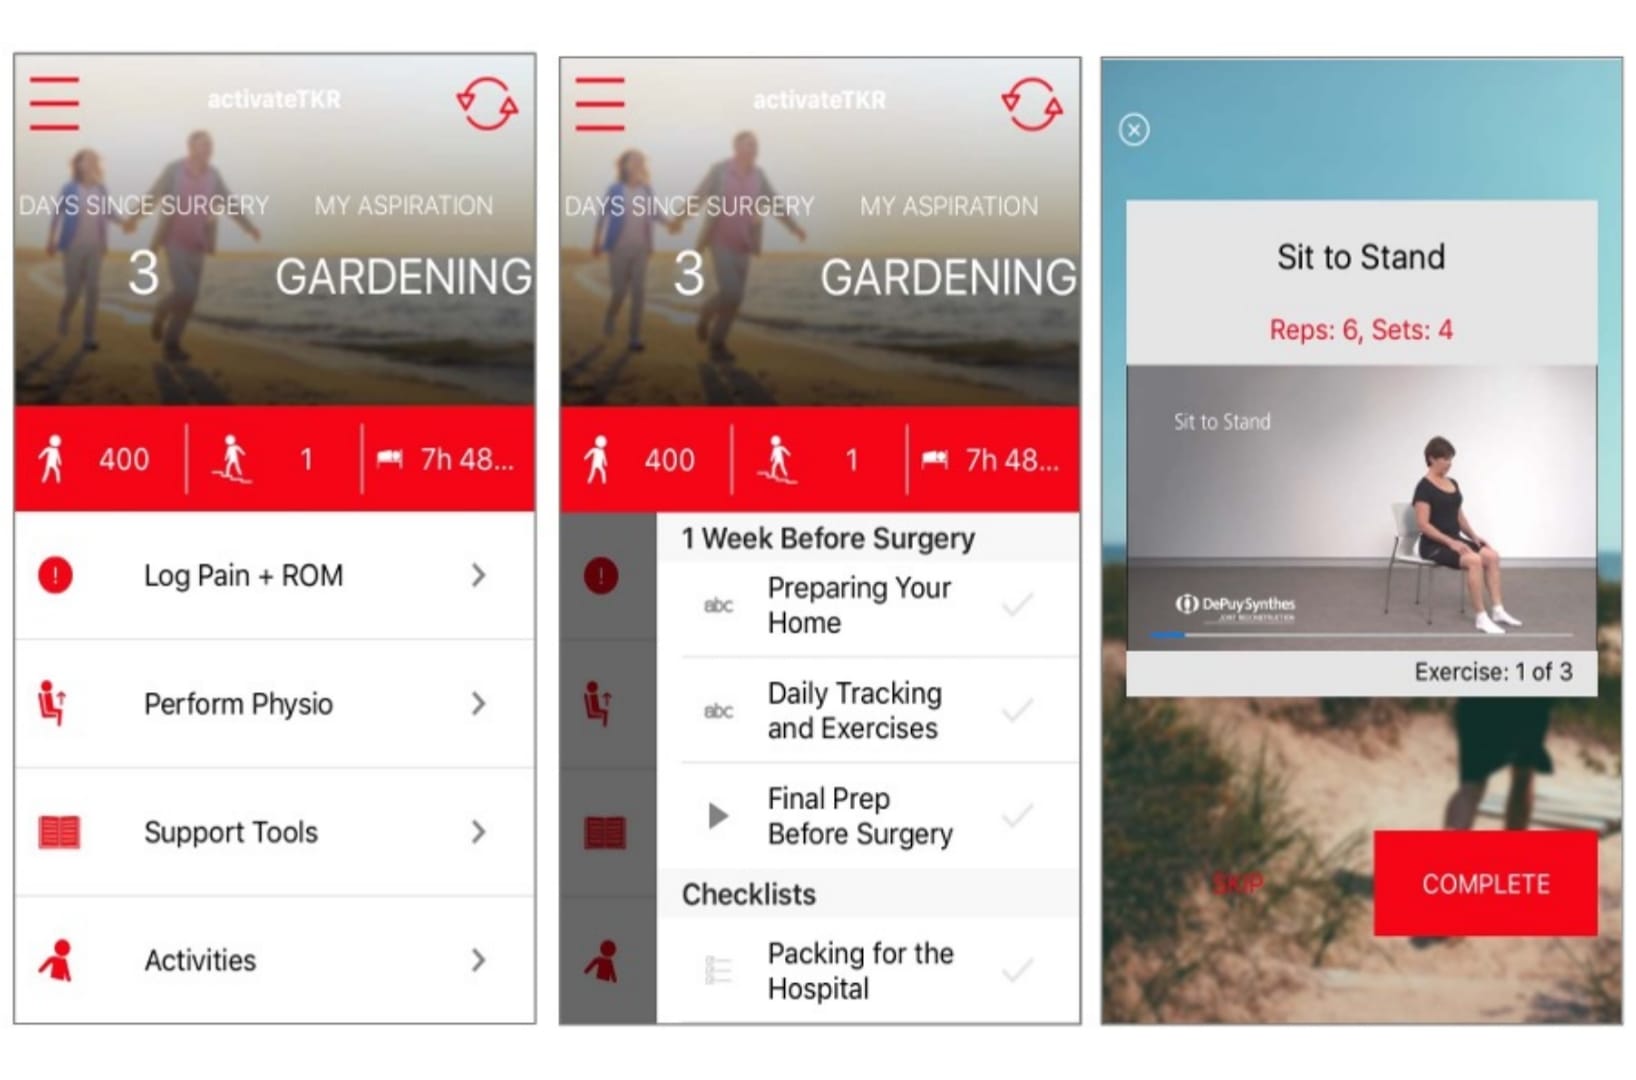 activateTKR
DAYS SINCE SURGERY
MY ASPIRATION
3
GARDENING
400
1
7h 48...
Log Pain + ROM
Perform Physio
Support Tools
Activities
activateTKR
DAYS SINCE SURGERY
MY ASPIRATION
3
GARDENING
400
1
7h 48...
1 Week Before Surgery
abc
Preparing Your
Home
abc
Daily Tracking
and Exercises
Final Prep
Before Surgery
Checklists
Packing for the
Hospital
Sit to Stand
Reps: 6, Sets: 4
Sit to Stand
DePuySynthes
JOINT RECONSTRUCTION
Exercise: 1 of 3
SKIP
COMPLETE